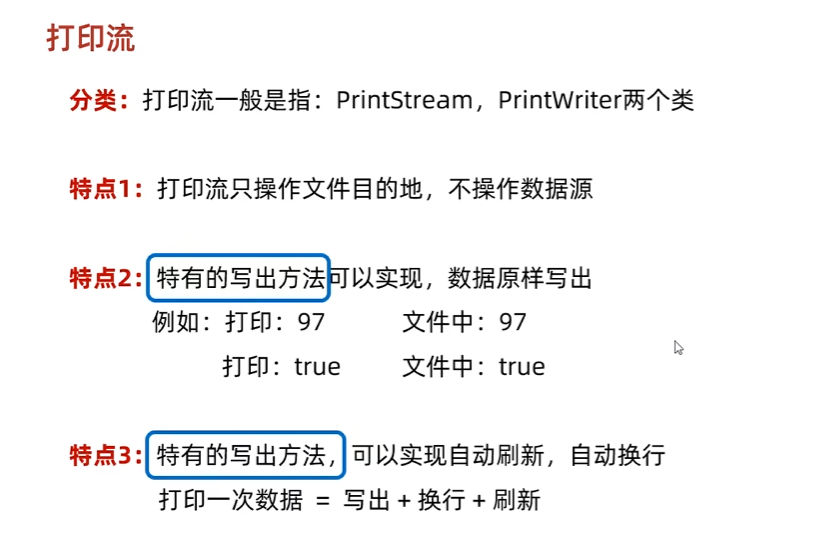 打印流
分类：打印流一般是指：PrintStream，PrintWriter两个类
特点1：打印流只操作文件目的地，不操作数据源
特点2：特有的写出方法可以实现，数据原样写出
例如：打印：97 文件中：97
打印：true 文件中：true
特点3：特有的写出方法，可以实现自动刷新，自动换行
打印一次数据 = 写出 + 换行 + 刷新